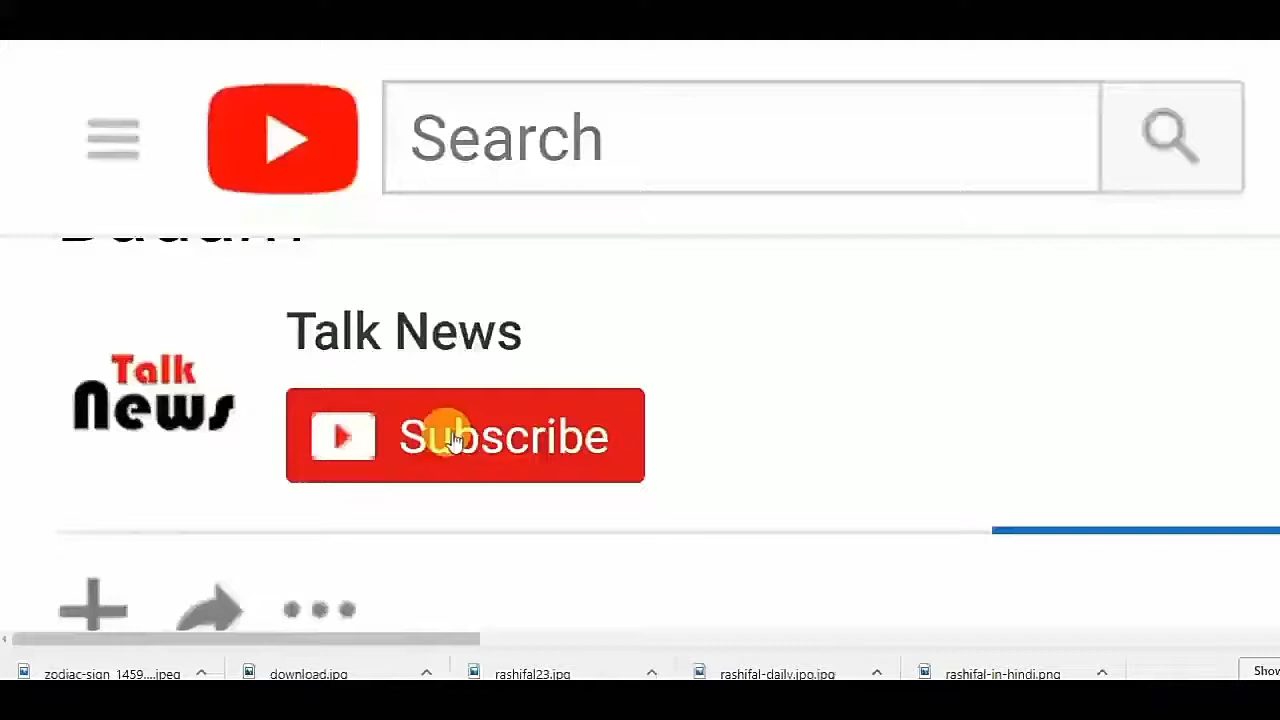 Search
Talk News
Talk
News
Subscribe
zodiac-sign_1459....jpeg
download.jpg
rashifal23.jpg
rashifal-daily.jpg.jpg
rashifal-in-hindi.png